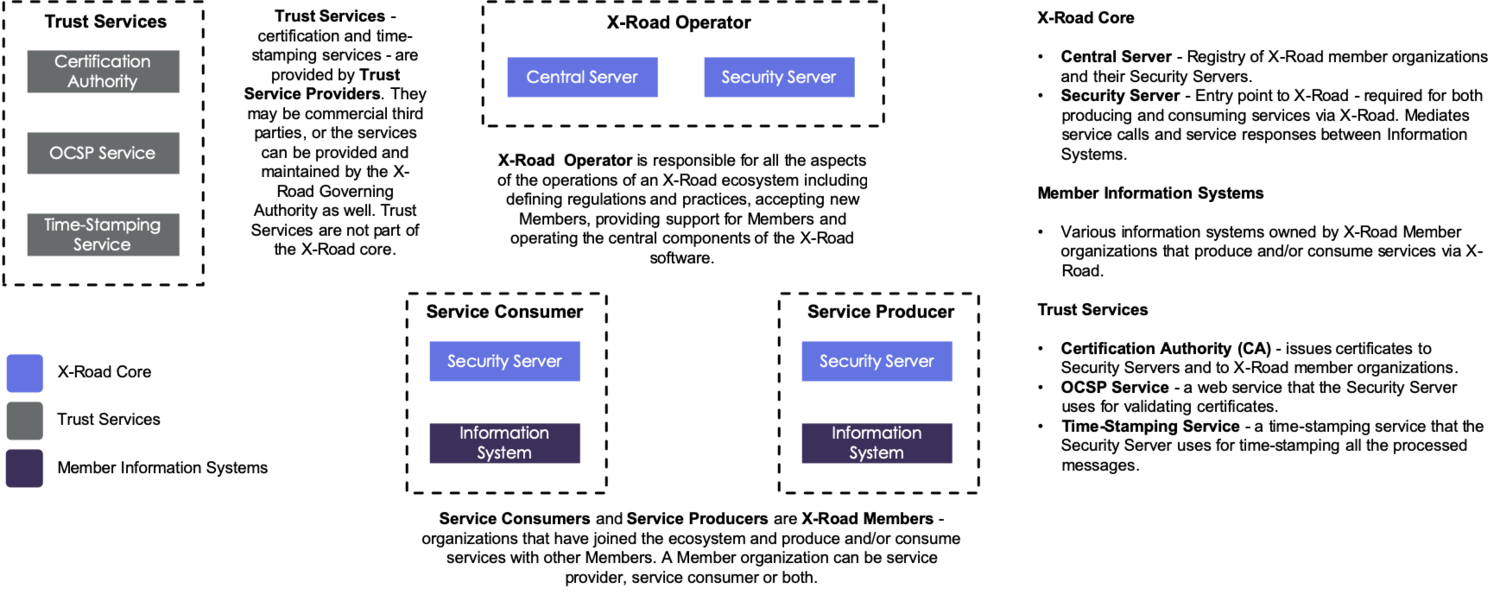 Trust Services
Certification
Authority
OCSP Service
Time-Stamping
Service
Trust Services -
certification and time-
stamping services - are
provided by Trust
Service Providers. They
may be commercial third
parties, or the services
can be provided and
maintained by the X-
Road Governing
Authority as well. Trust
Services are not part of
the X-Road core.
X-Road Operator
Central Server
Security Server
X-Road Operator is responsible for all the aspects
of the operations of an X-Road ecosystem including
defining regulations and practices, accepting new
Members, providing support for Members and
operating the central components of the X-Road
software.
X-Road Core
Trust Services
Member Information Systems
Service Consumer
Security Server
Information
System
Service Producer
Security Server
Information
System
Service Consumers and Service Producers are X-Road Members -
organizations that have joined the ecosystem and produce and/or consume
services with other Members. A Member organization can be service
provider, service consumer or both.
X-Road Core
• Central Server - Registry of X-Road member organizations
and their Security Servers.
• Security Server - Entry point to X-Road - required for both
producing and consuming services via X-Road. Mediates
service calls and service responses between Information
Systems.
Member Information Systems
• Various information systems owned by X-Road Member
organizations that produce and/or consume services via X-
Road.
Trust Services
• Certification Authority (CA) - issues certificates to
Security Servers and to X-Road member organizations.
• OCSP Service - a web service that the Security Server
uses for validating certificates.
• Time-Stamping Service - a time-stamping service that the
Security Server uses for time-stamping all the processed
messages.